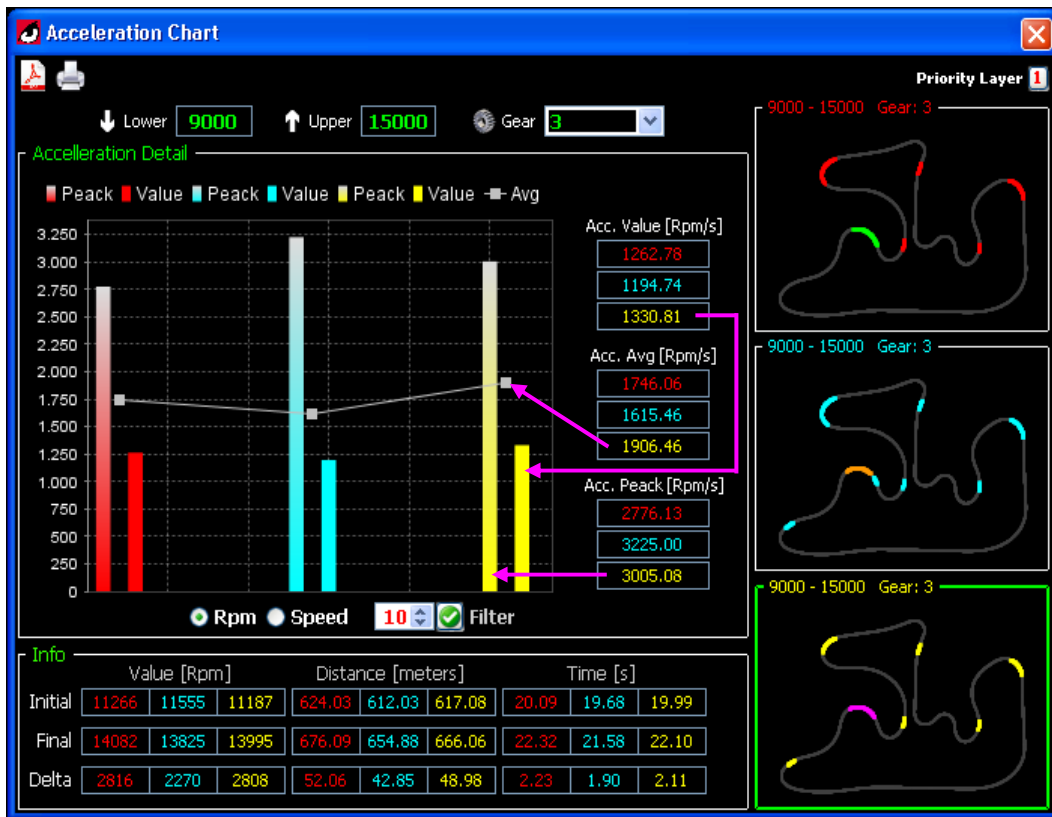 Acceleration Chart
Priority Layer 1
Lower 9000 Upper 15000 Gear 3
Accelleration Detail
Peack Value Peack Value Peack Value Avg
3.250
3.000
2.750
2.500
2.250
2.000
1.750
1.500
1.250
1.000
750
500
250
0
Acc. Value [Rpm/s]
1262.78
1194.74
1330.81
Acc. Avg [Rpm/s]
1746.06
1615.46
1906.46
Acc. Peack [Rpm/s]
2776.13
3225.00
3005.08
Rpm Speed 10 Filter
9000 - 15000 Gear: 3
9000 - 15000 Gear: 3
9000 - 15000 Gear: 3
Info
Value [Rpm] Distance [meters] Time [s]
Initial 11266 11555 11187 624.03 612.03 617.08 20.09 19.68 19.99
Final 14082 13825 13995 676.09 654.88 666.06 22.32 21.58 22.10
Delta 2816 2270 2808 52.06 42.85 48.98 2.23 1.90 2.11